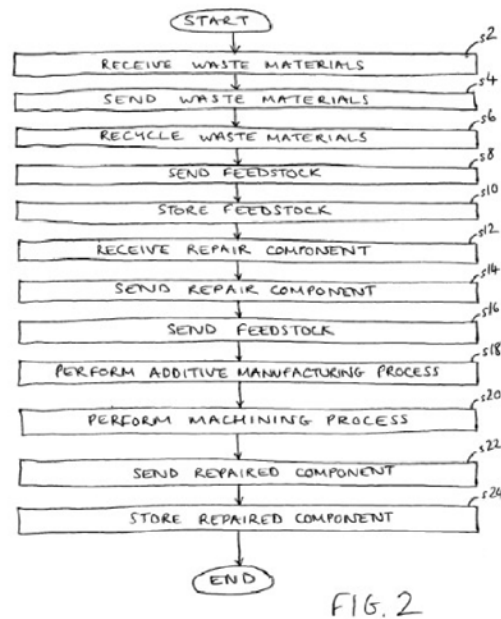 START
s2
RECEIVE WASTE MATERIALS
s4
SEND WASTE MATERIALS
s6
RECYCLE WASTE MATERIALS
s8
SEND FEEDSTOCK
s10
STORE FEEDSTOCK
s12
RECEIVE REPAIR COMPONENT
s14
SEND REPAIR COMPONENT
s16
SEND FEEDSTOCK
s18
PERFORM ADDITIVE MANUFACTURING PROCESS
s20
PERFORM MACHINING PROCESS
s22
SEND REPAIRED COMPONENT
s24
STORE REPAIRED COMPONENT
END
FIG. 2